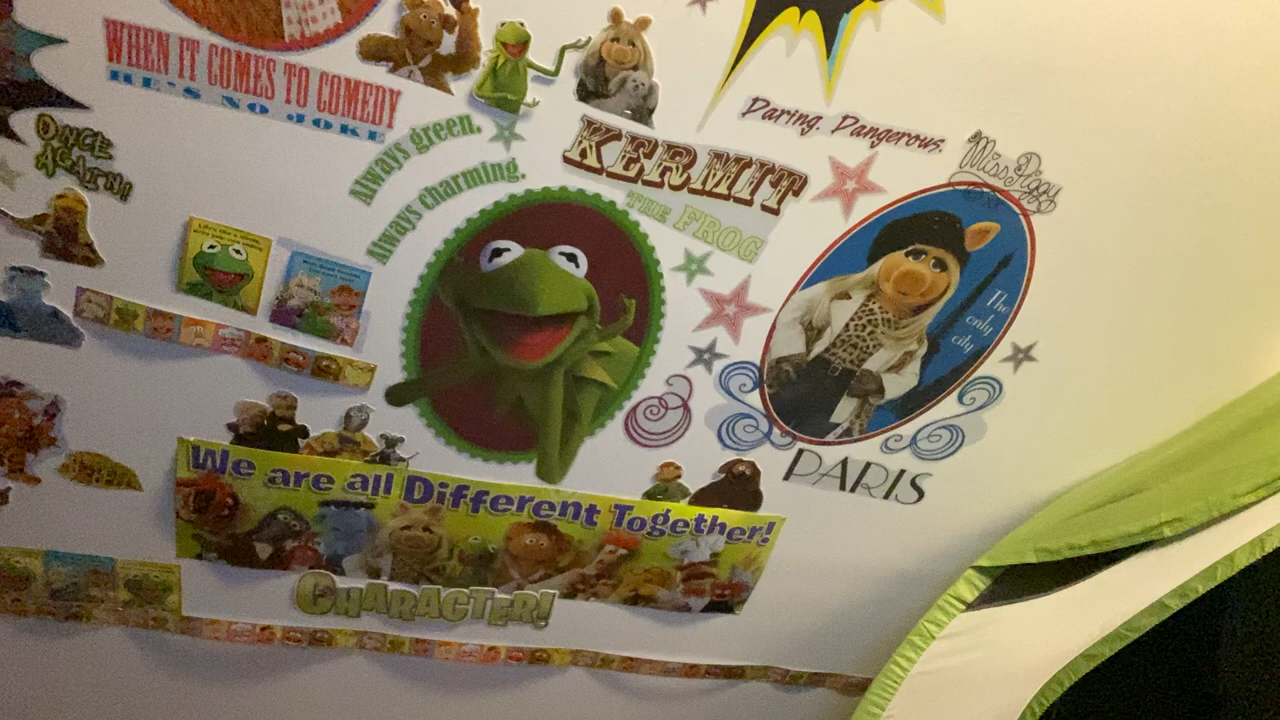 WHEN IT COMES TO COMEDY
HE'S NO JOKE
ONCE
AGAIN!
Always green.
Always charming.
KERMIT
THE FROG
Daring. Dangerous.
Miss Piggy
The
only
city
PARIS
We are all Different Together!
CHARACTER!